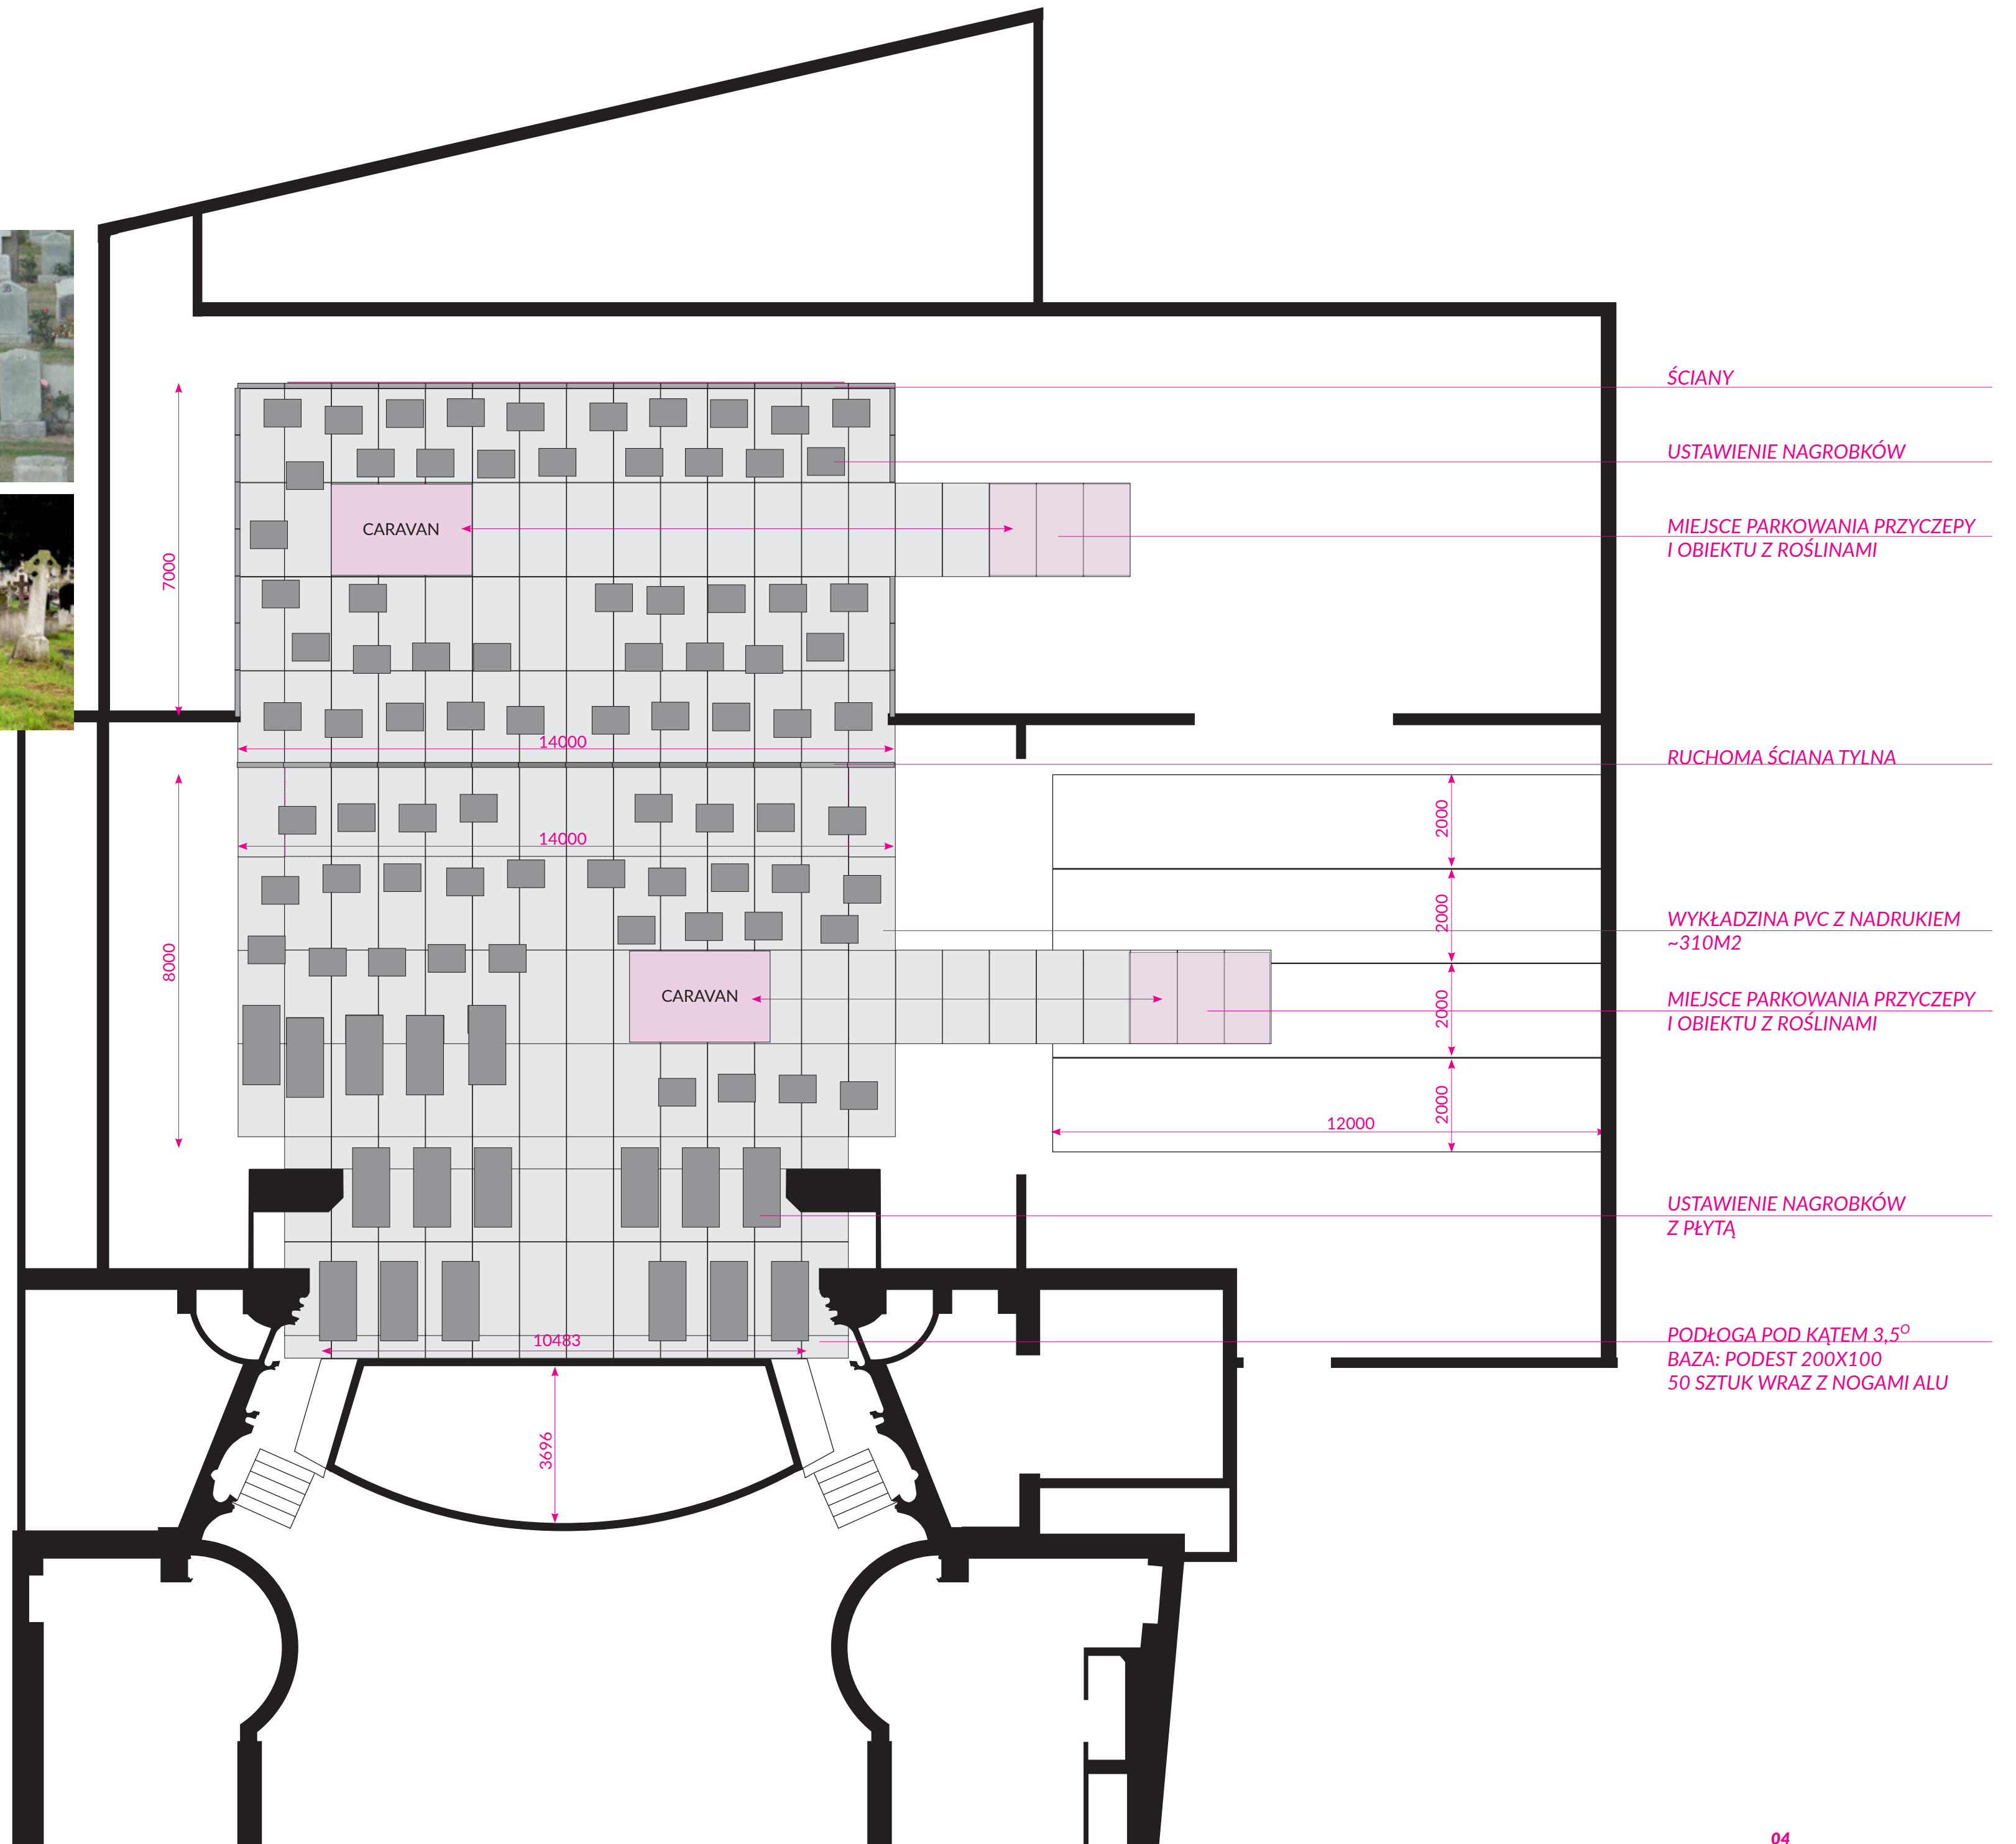 ŚCIANY
USTAWIENIE NAGROBKÓW
CARAVAN
MIEJSCE PARKOWANIA PRZYCZEPY
I OBIEKTU Z ROŚLINAMI
7000
14000
RUCHOMA ŚCIANA TYLNA
2000
14000
2000
WYKŁADZINA PVC Z NADRUKIEM
~310M2
8000
CARAVAN
2000
MIEJSCE PARKOWANIA PRZYCZEPY
I OBIEKTU Z ROŚLINAMI
2000
12000
USTAWIENIE NAGROBKÓW
Z PŁYTĄ
10483
PODŁOGA POD KĄTEM 3,5°
BAZA: PODEST 200X100
50 SZTUK WRAZ Z NOGAMI ALU
3696
04